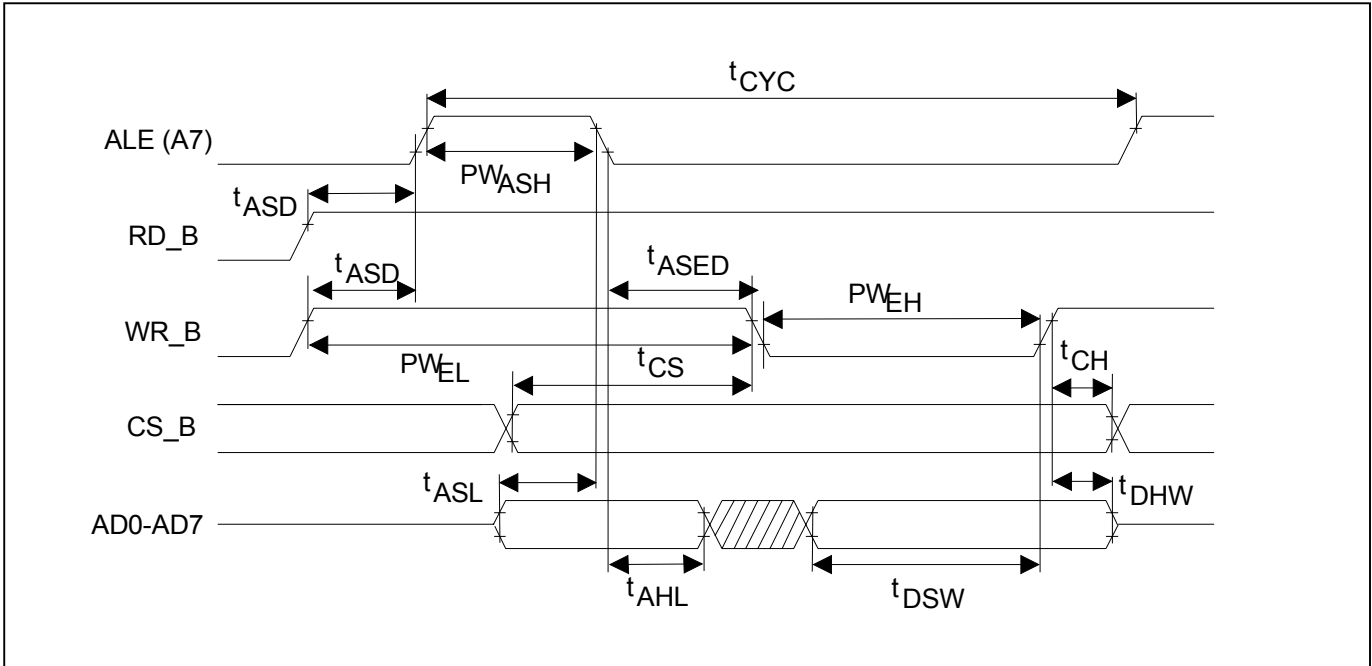 tCYC
ALE (A7)
PWASH
tASD
RD_B
tASD
tASED
PWEH
WR_B
PWEL
tCS
tCH
CS_B
tASL
tDHW
AD0-AD7
tAHL
tDSW